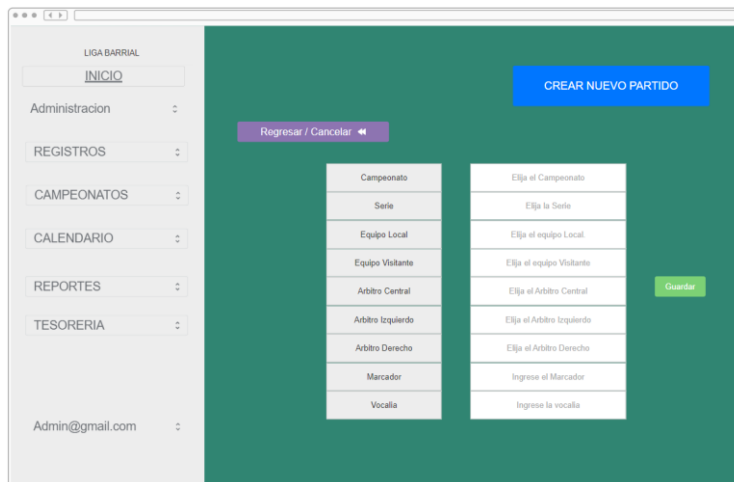 LIGA BARRIAL
INICIO
Administracion
REGISTROS
CAMPEONATOS
CALENDARIO
REPORTES
TESORERIA
Admin@gmail.com
CREAR NUEVO PARTIDO
Regresar / Cancelar
Campeonato Elija el Campeonato
Serie Elija la Serie
Equipo Local Elija el equipo Local.
Equipo Visitante Elija el equipo Visitante
Arbitro Central Elija el Arbitro Central
Arbitro Izquierdo Elija el Arbitro Izquierdo
Arbitro Derecho Elija el Arbitro Derecho
Marcador Ingrese el Marcador
Vocalia Ingrese la vocalia
Guardar